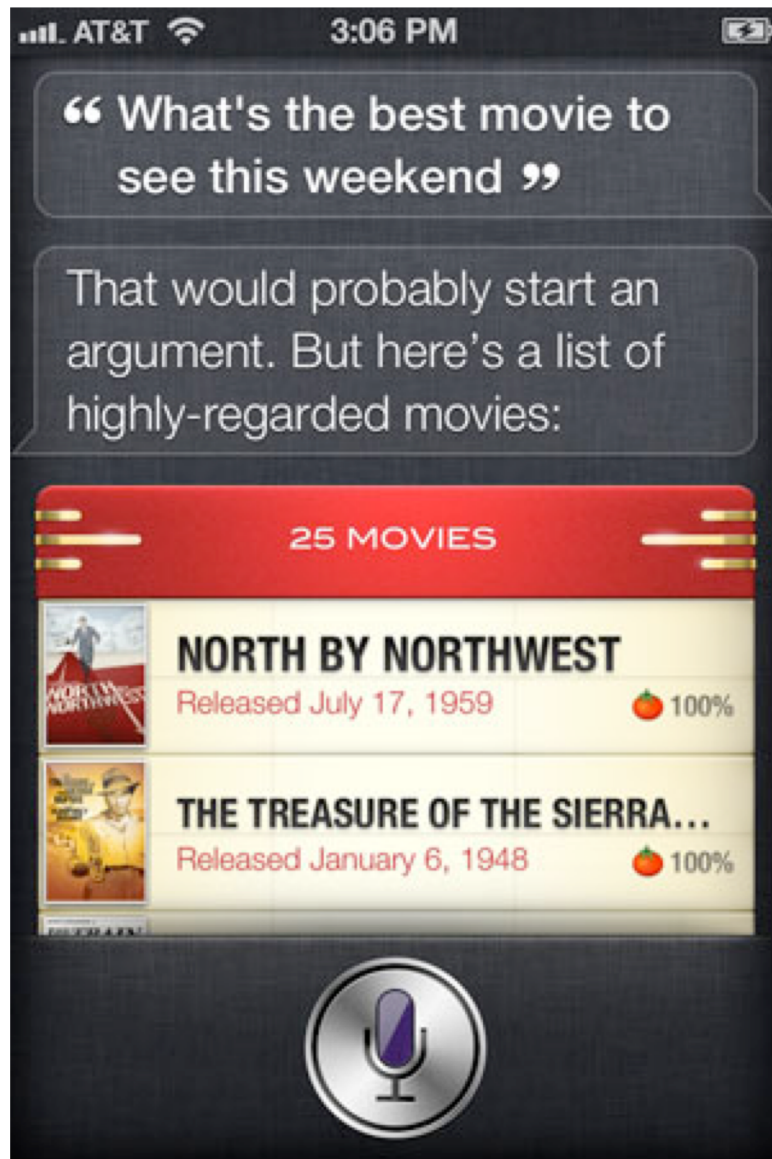 AT&T 3:06 PM
“ What's the best movie to
see this weekend ”
That would probably start an
argument. But here’s a list of
highly-regarded movies:
25 MOVIES
NORTH BY NORTHWEST
Released July 17, 1959 100%
NORTH
NORTHWEST
THE TREASURE OF THE SIERRA...
Released January 6, 1948 100%